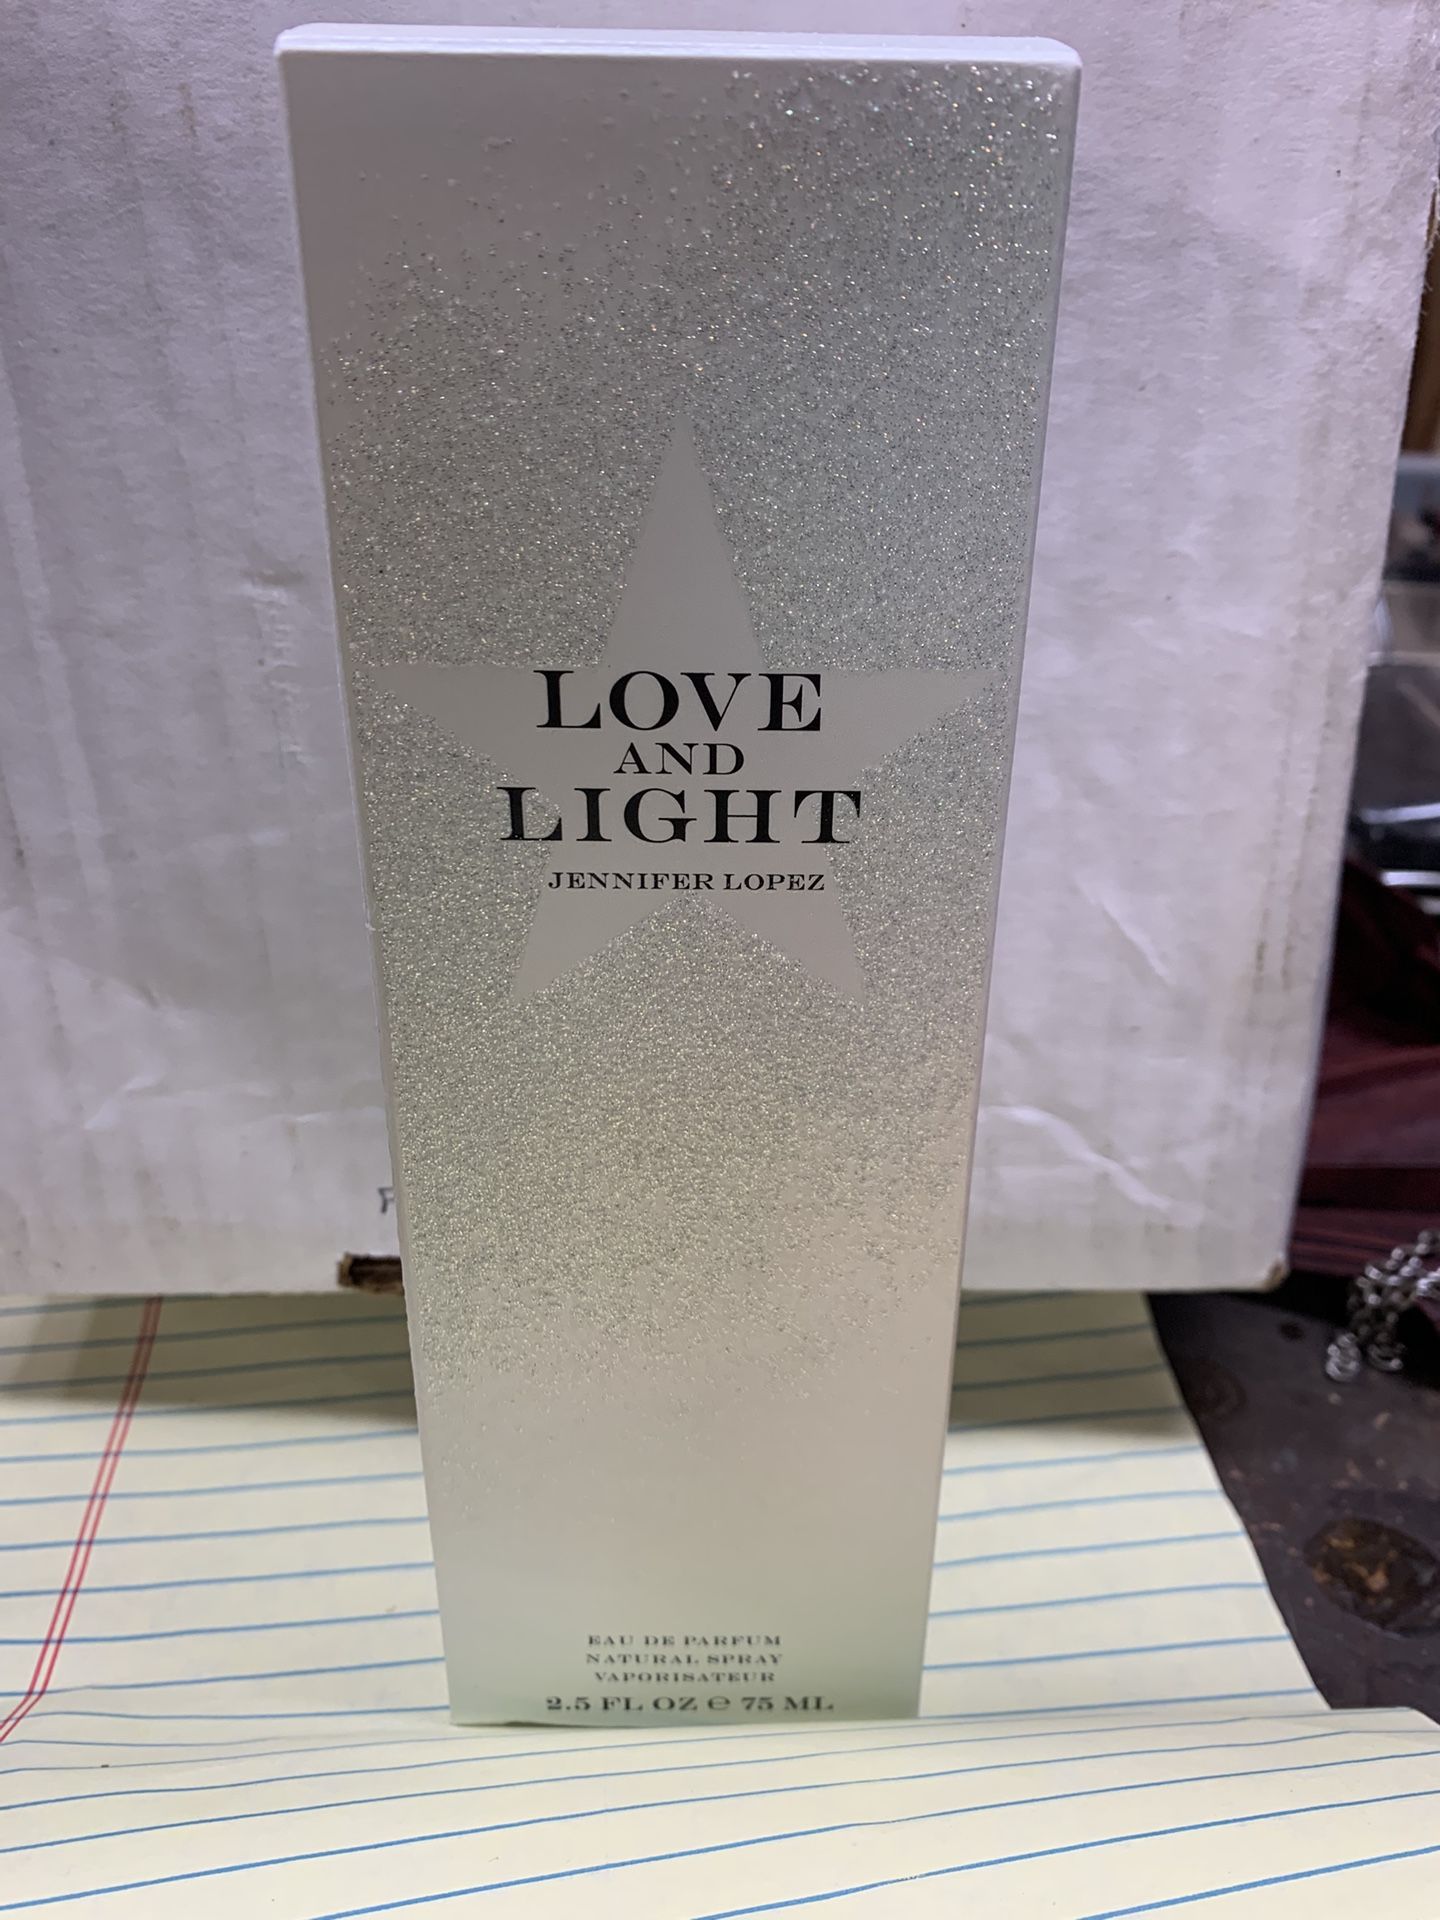 LOVE
AND
LIGHT
JENNIFER LOPEZ
EAU DE PARFUM
NATURAL SPRAY
VAPORISATEUR
2.5 FL OZ ℮ 75 ML